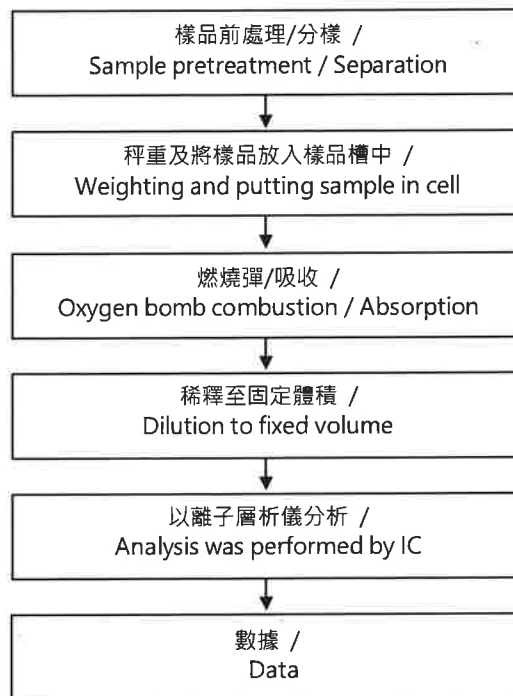 樣品前處理/分樣 /
Sample pretreatment / Separation
秤重及將樣品放入樣品槽中 /
Weighting and putting sample in cell
燃燒彈/吸收 /
Oxygen bomb combustion / Absorption
稀釋至固定體積 /
Dilution to fixed volume
以離子層析儀分析 /
Analysis was performed by IC
數據 /
Data